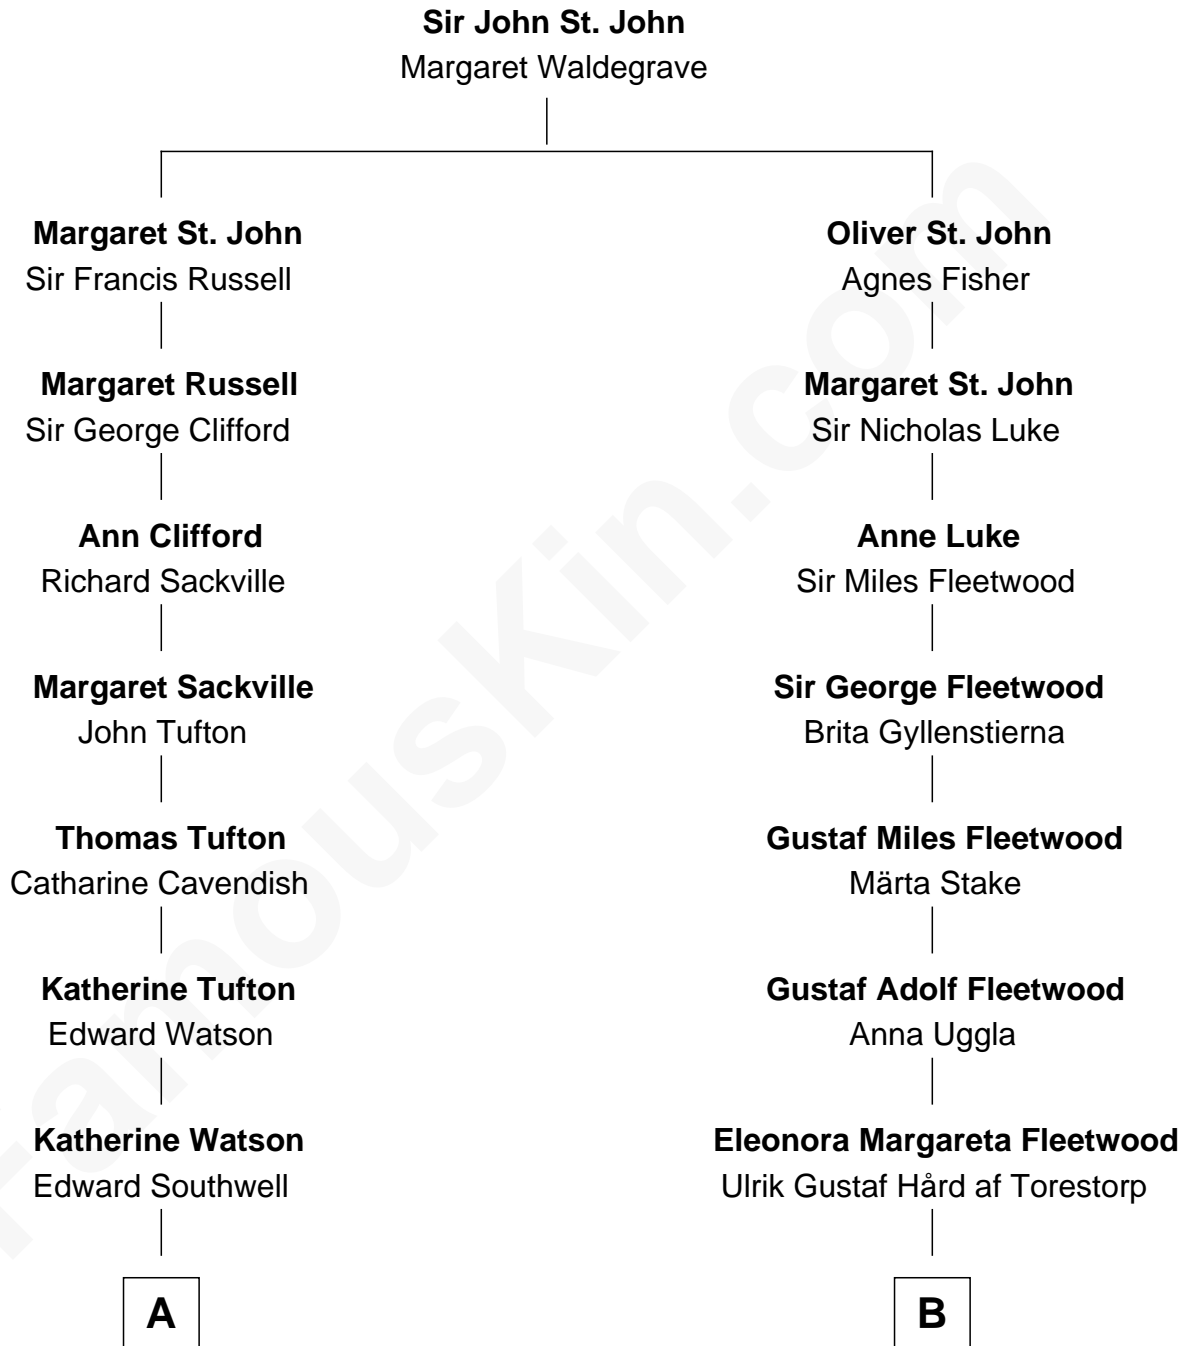 Sir John St. John
Margaret Waldegrave
Margaret St. John
Sir Francis Russell
Oliver St. John
Agnes Fisher
Margaret Russell
Sir George Clifford
Margaret St. John
Sir Nicholas Luke
Ann Clifford
Richard Sackville
Anne Luke
Sir Miles Fleetwood
Margaret Sackville
John Tufton
Sir George Fleetwood
Brita Gyllenstierna
Thomas Tufton
Catharine Cavendish
Gustaf Miles Fleetwood
Märta Stake
Katherine Tufton
Edward Watson
Gustaf Adolf Fleetwood
Anna Uggla
Katherine Watson
Edward Southwell
Eleonora Margareta Fleetwood
Ulrik Gustaf Hård af Torestorp
A
B
FamousKin.com